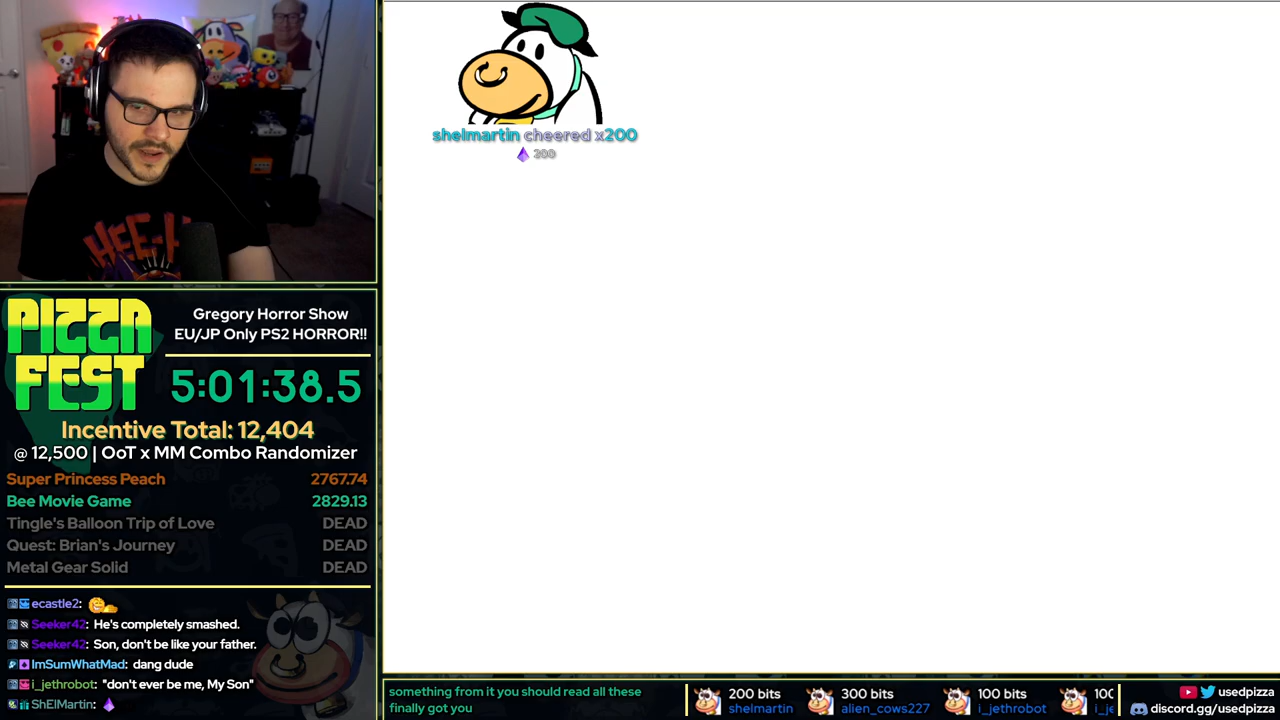 shelmartin cheered x200
200
HEE-H
PIZZA
FEST
Gregory Horror Show
EU/JP Only PS2 HORROR!!
5:01:38.5
Incentive Total: 12,404
@ 12,500 | OoT x MM Combo Randomizer
Super Princess Peach 2767.74
Bee Movie Game 2829.13
Tingle's Balloon Trip of Love DEAD
Quest: Brian's Journey DEAD
Metal Gear Solid DEAD
ecastle2:
Seeker42: He's completely smashed.
Seeker42: Son, don't be like your father.
ImSumWhatMad: dang dude
i_jethrobot: "don't ever be me, My Son"
ShElMartin:
something from it you should read all these
finally got you
200 bits
shelmartin
300 bits
alien_cows227
100 bits
i_jethrobot
100
i_je
usedpizza
discord.gg/usedpizza